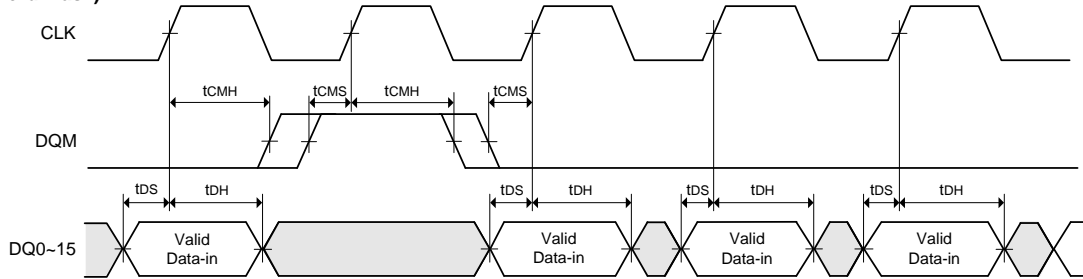 CLK
tCMH tCMS tCMH tCMS
DQM
tDS tDH tDS tDH tDS tDH tDS tDH
DQ0~15
Valid
Data-in
Valid
Data-in
Valid
Data-in
Valid
Data-in